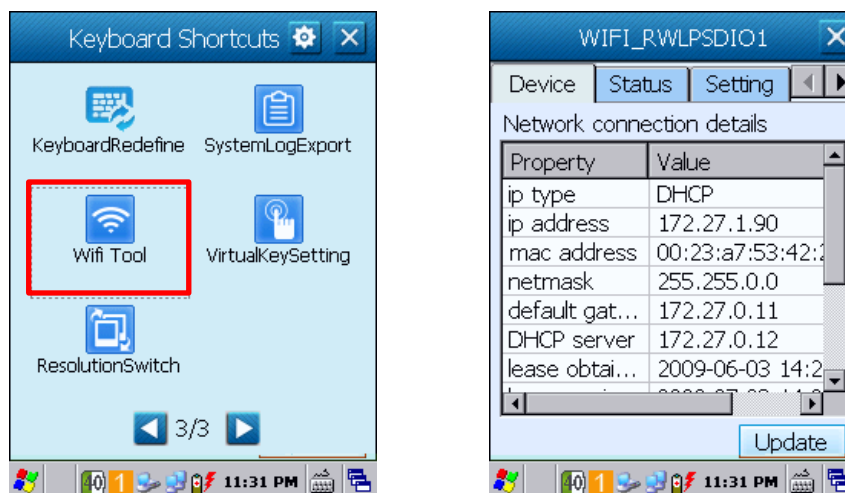 Keyboard Shortcuts
KeyboardRedefine SystemLogExport
Wifi Tool VirtualKeySetting
ResolutionSwitch
3/3
40 1 11:31 PM
WIFI_RWLPSDIO1
Device Status Setting
Network connection details
Property Value
ip type DHCP
ip address 172.27.1.90
mac address 00:23:a7:53:42:
netmask 255.255.0.0
default gat... 172.27.0.11
DHCP server 172.27.0.12
lease obtai... 2009-06-03 14:2
Update
40 1 11:31 PM